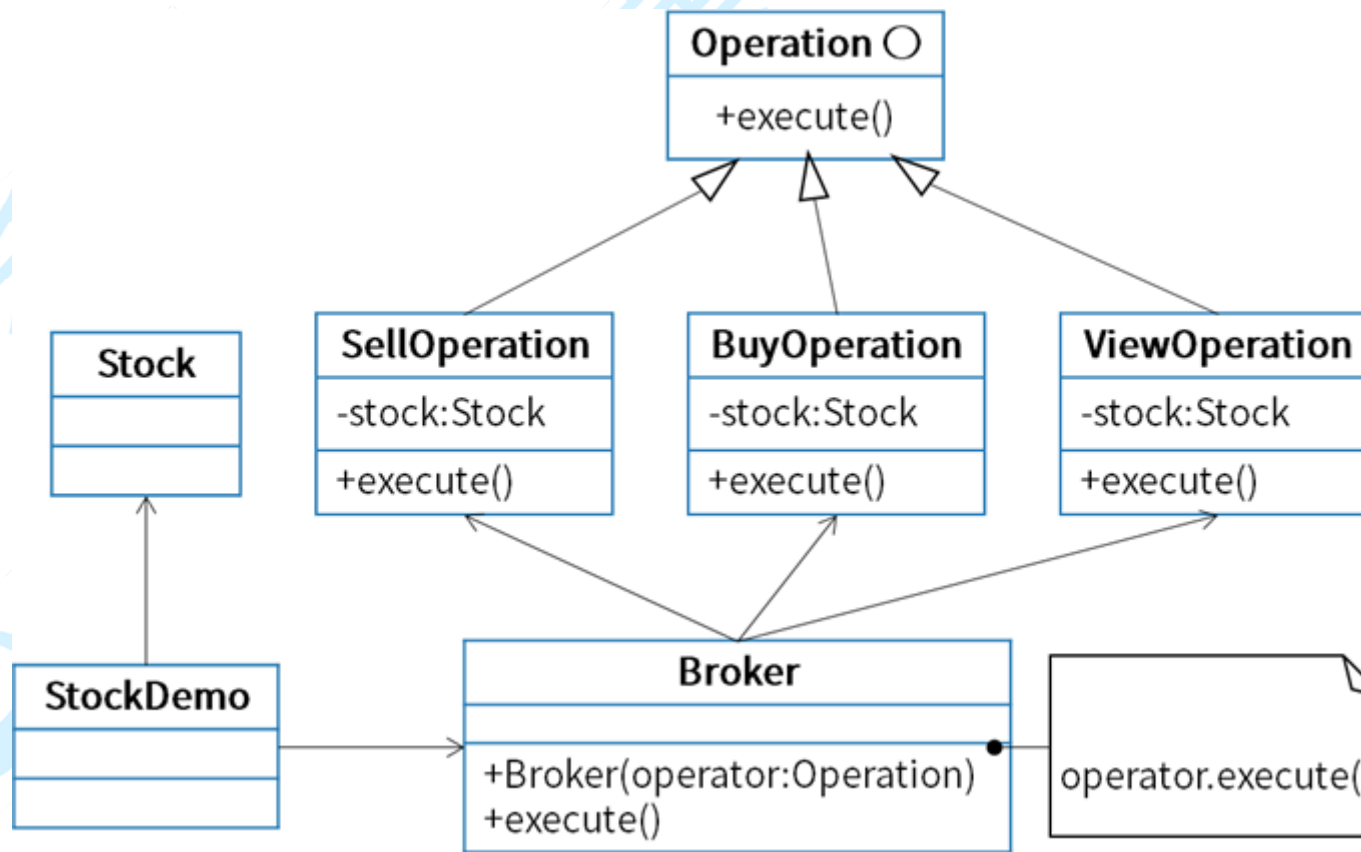 Operation
+execute()
SellOperation
-stock:Stock
+execute()
BuyOperation
-stock:Stock
+execute()
ViewOperation
-stock:Stock
+execute()
Stock
StockDemo
Broker
+Broker(operator:Operation)
+execute()
operator.execute(